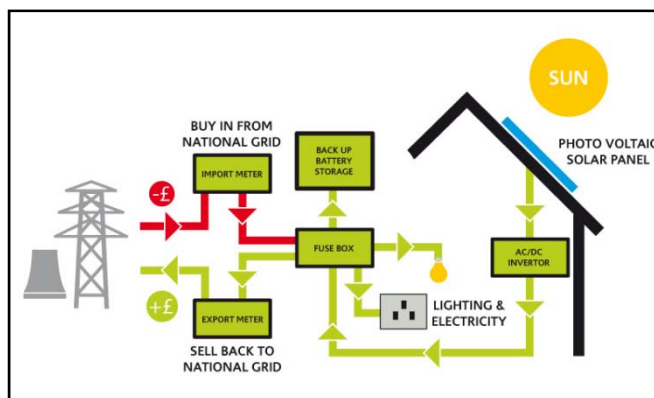 SUN
BUY IN FROM
NATIONAL GRID
PHOTO VOLTAIC
SOLAR PANEL
BACK UP
BATTERY
STORAGE
IMPORT METER
-£
FUSE BOX
AC/DC
INVERTOR
+£
EXPORT METER
LIGHTING &
ELECTRICITY
SELL BACK TO
NATIONAL GRID